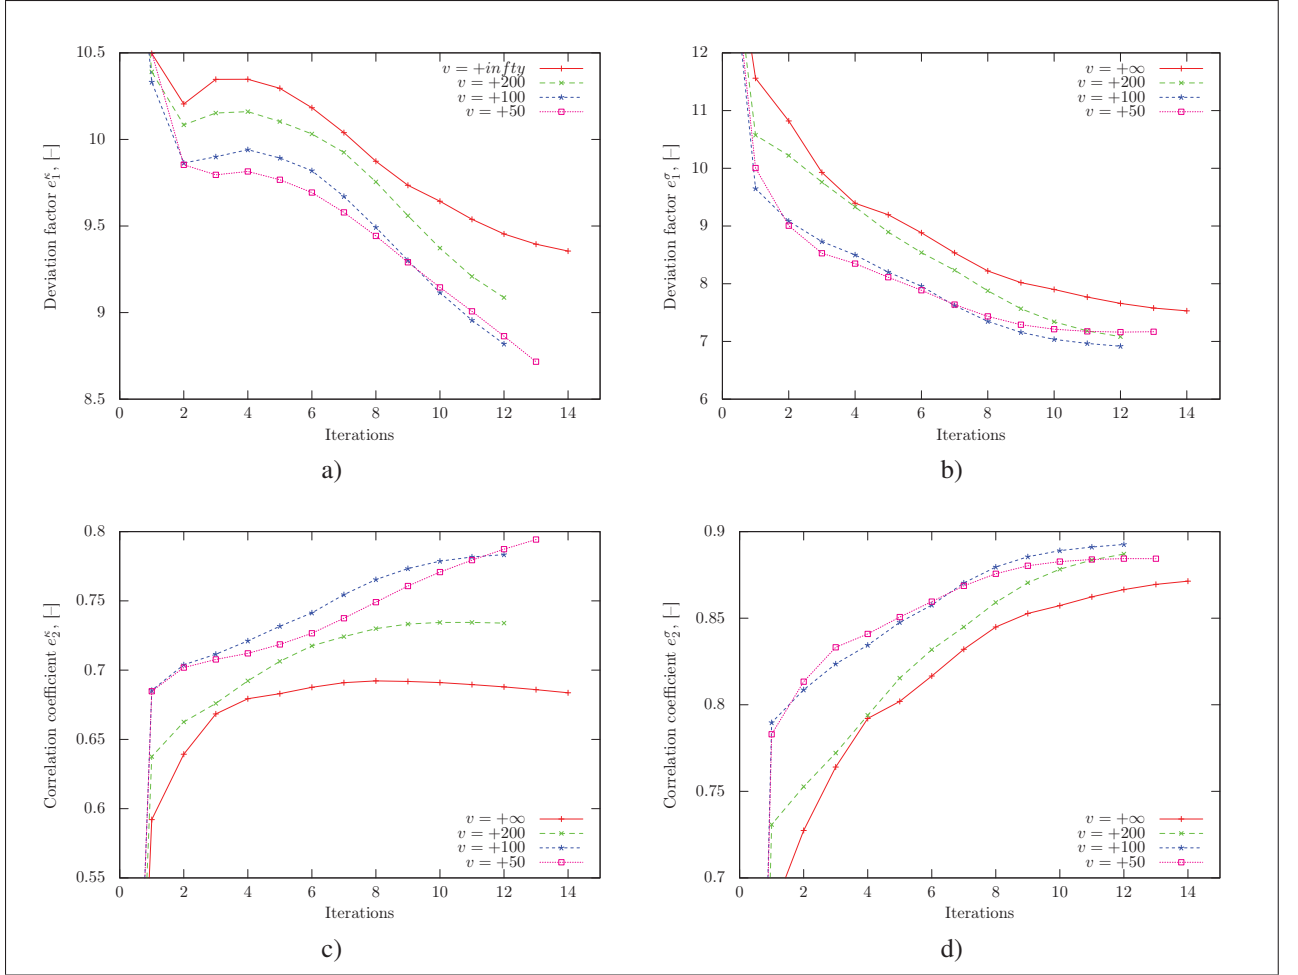 10.5
10
9.5
9
8.5
0 2 4 6 8 10 12 14
Deviation factor e₁ᵏ, [–]
Iterations
v = +infty
v = +200
v = +100
v = +50
a)
12
11
10
9
8
7
6
0 2 4 6 8 10 12 14
Deviation factor e₁ᵟ, [–]
Iterations
v = +∞
v = +200
v = +100
v = +50
b)
0.8
0.75
0.7
0.65
0.6
0.55
0 2 4 6 8 10 12 14
Correlation coefficient e₂ᵏ, [–]
Iterations
v = +∞
v = +200
v = +100
v = +50
c)
0.9
0.85
0.8
0.75
0.7
0 2 4 6 8 10 12 14
Correlation coefficient e₂^σ, [–]
Iterations
v = +∞
v = +200
v = +100
v = +50
d)